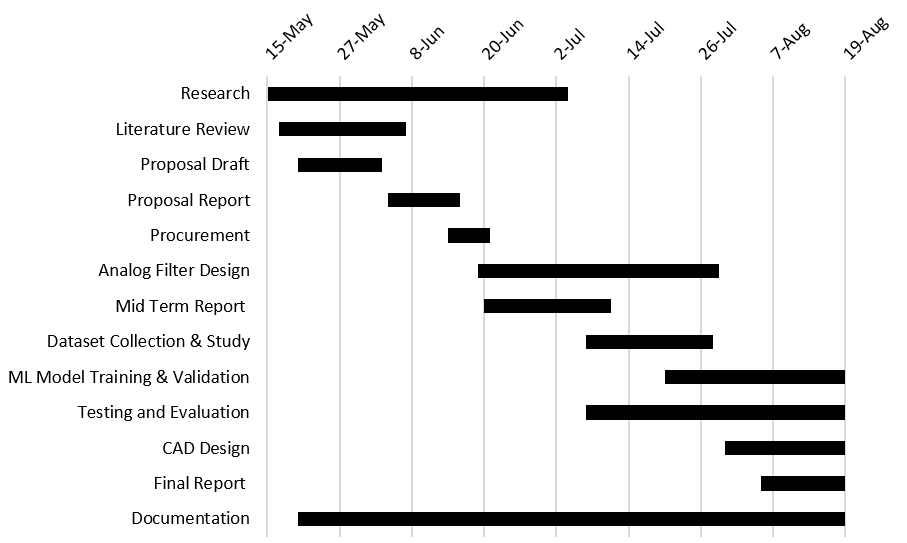 15-May
27-May
8-Jun
20-Jun
2-Jul
14-Jul
26-Jul
7-Aug
19-Aug
Research
Literature Review
Proposal Draft
Proposal Report
Procurement
Analog Filter Design
Mid Term Report
Dataset Collection & Study
ML Model Training & Validation
Testing and Evaluation
CAD Design
Final Report
Documentation